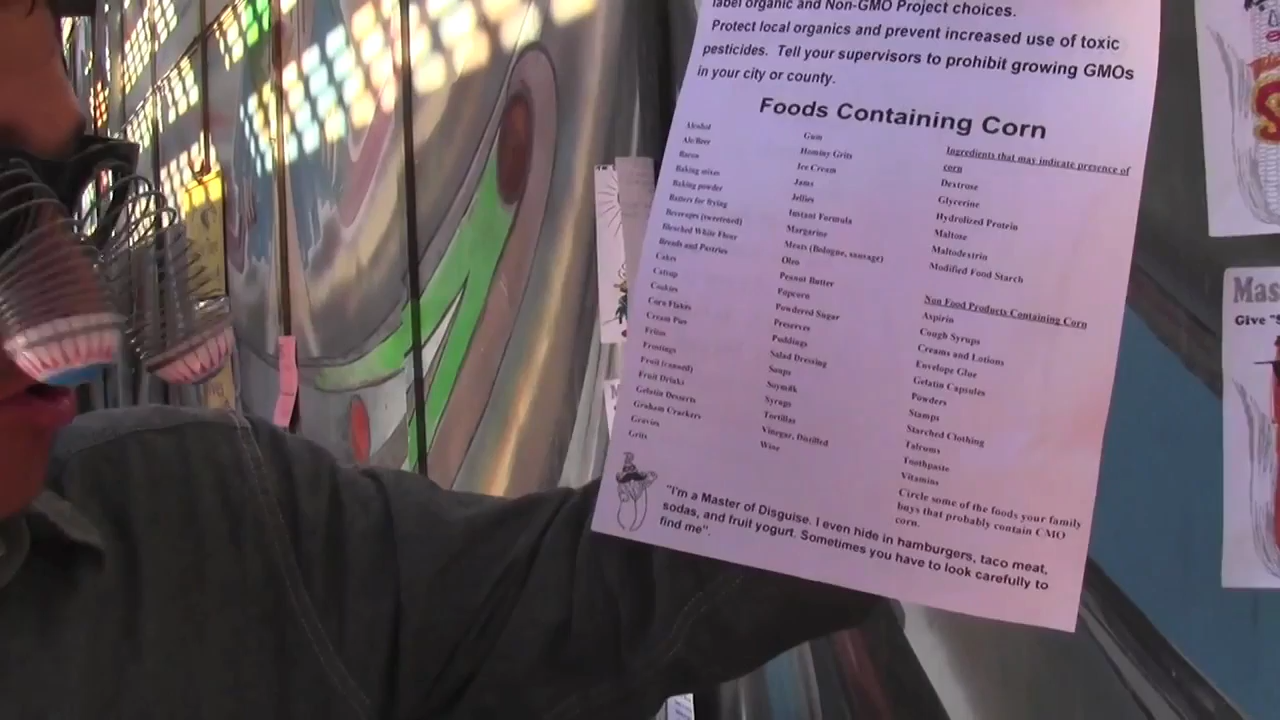 label organic and Non-GMO Project choices.
Protect local organics and prevent increased use of toxic
pesticides. Tell your supervisors to prohibit growing GMOs
in your city or county.
Foods Containing Corn
Alcohol
Ale/Beer
Bacon
Baking mixes
Baking powder
Batters for frying
Beverages (sweetened)
Bleached White Flour
Breads and Pastries
Cakes
Catsup
Cookies
Corn Flakes
Cream Pies
Fritos
Frostings
Fruit (canned)
Fruit Drinks
Gelatin Desserts
Graham Crackers
Gravies
Grits
Gum
Hominy Grits
Ice Cream
Jams
Jellies
Instant Formula
Margarine
Meats (Bologna, sausage)
Oleo
Peanut Butter
Popcorn
Powdered Sugar
Preserves
Puddings
Salad Dressing
Soups
Soymilk
Syrups
Tortillas
Vinegar, Distilled
Wine
Ingredients that may indicate presence of
corn
Dextrose
Glycerine
Hydrolized Protein
Maltose
Maltodextrin
Modified Food Starch
Non Food Products Containing Corn
Aspirin
Cough Syrups
Creams and Lotions
Envelope Glue
Gelatin Capsules
Powders
Stamps
Starched Clothing
Talcums
Toothpaste
Vitamins
Circle some of the foods your family
buys that probably contain GMO
corn.
"I'm a Master of Disguise. I even hide in hamburgers, taco meat,
sodas, and fruit yogurt. Sometimes you have to look carefully to
find me".
Mas
Give "S